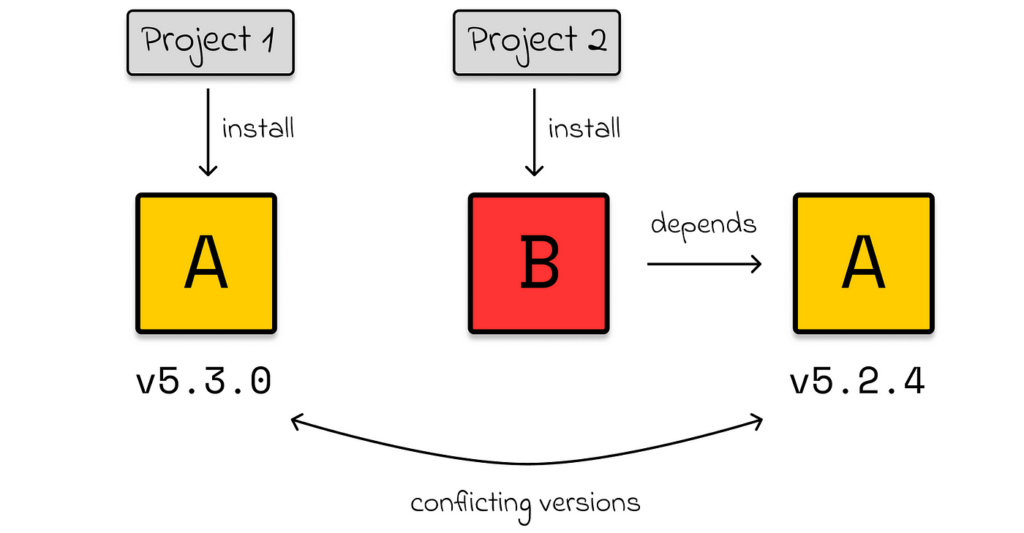 Project 1
Project 2
install
install
A
B
depends
A
v5.3.0
v5.2.4
conflicting versions